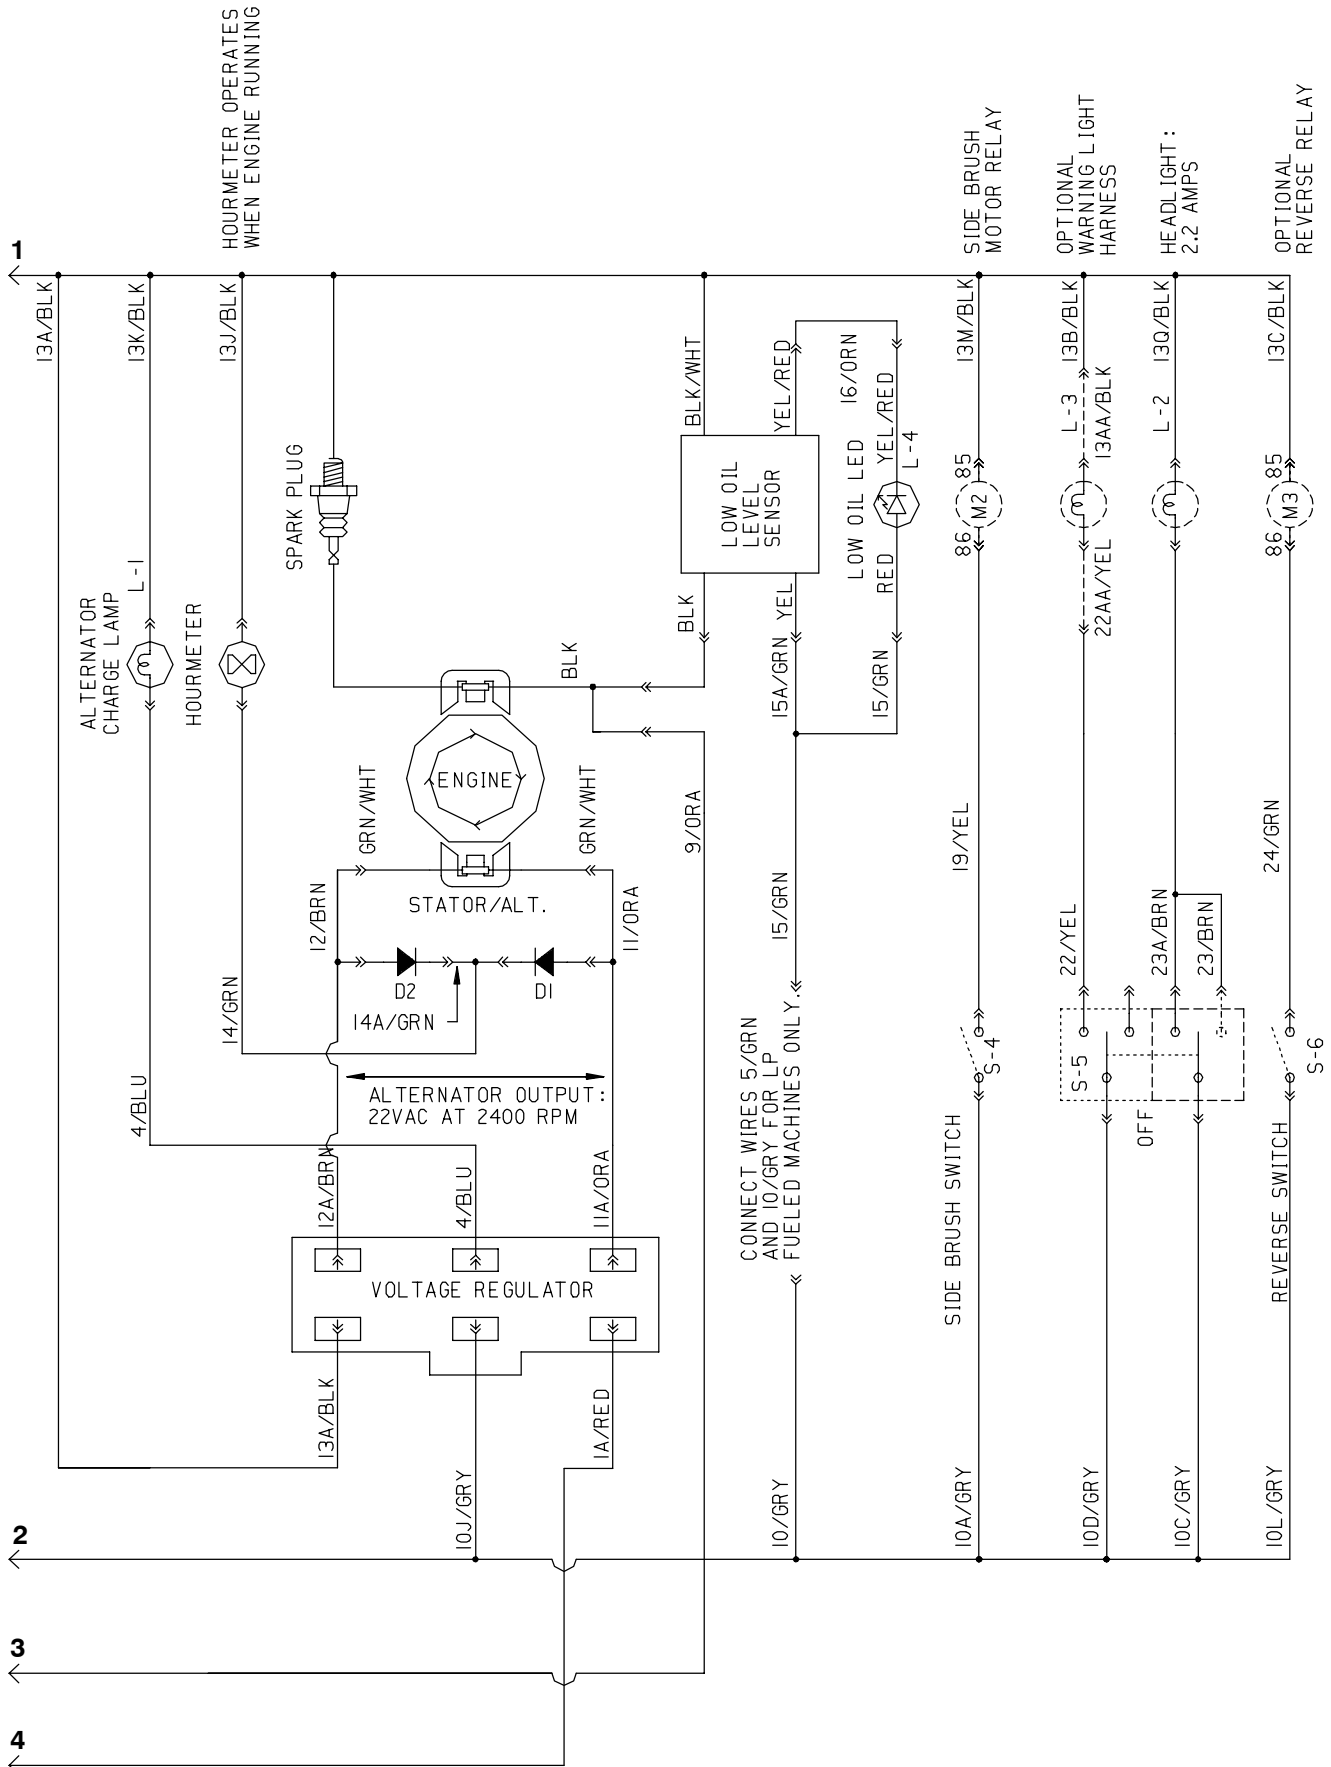 HOURMETER OPERATES
WHEN ENGINE RUNNING
SIDE BRUSH
MOTOR RELAY
OPTIONAL
WARNING LIGHT
HARNESS
HEADLIGHT:
2.2 AMPS
OPTIONAL
REVERSE RELAY
1
13A/BLK
13K/BLK
13J/BLK
BLK/WHT
YEL/RED
16/ORN
YEL/RED
13M/BLK
13B/BLK
13Q/BLK
13C/BLK
L-3
13AA/BLK
L-2
SPARK PLUG
LOW OIL
LEVEL
SENSOR
LOW OIL LED
L-4
RED
85
M2
86
85
M3
86
22AA/YEL
L-1
ALTERNATOR
CHARGE LAMP
HOURMETER
BLK
BLK
YEL
15A/GRN
15/GRN
ENGINE
GRN/WHT
GRN/WHT
9/ORA
19/YEL
24/GRN
STATOR/ALT.
12/BRN
11/ORA
15/GRN
22/YEL
23A/BRN
23/BRN
D2
D1
14A/GRN
14/GRN
ALTERNATOR OUTPUT:
22VAC AT 2400 RPM
4/BLU
CONNECT WIRES 5/GRN
AND 10/GRY FOR LP
FUELED MACHINES ONLY.
S-4
S-5
OFF
S-6
12A/BRN
4/BLU
11A/ORA
VOLTAGE REGULATOR
SIDE BRUSH SWITCH
REVERSE SWITCH
13A/BLK
10J/GRY
1A/RED
10/GRY
10A/GRY
10D/GRY
10C/GRY
10L/GRY
2
3
4